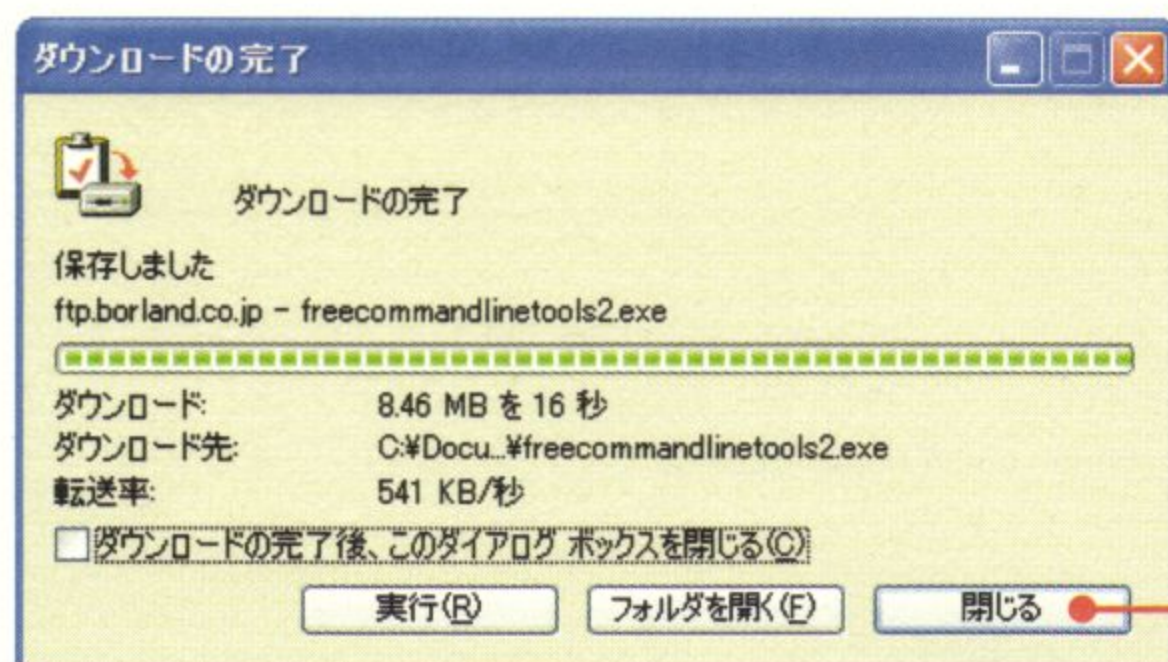 ダウンロードの完了
ダウンロードの完了
保存しました
ftp.borland.co.jp - freecommandlinetools2.exe
ダウンロード: 8.46 MB を 16 秒
ダウンロード先: C:¥Docu...¥freecommandlinetools2.exe
転送率: 541 KB/秒
ダウンロードの完了後、このダイアログ ボックスを閉じる(C)
実行(R) フォルダを開く(F) 閉じる